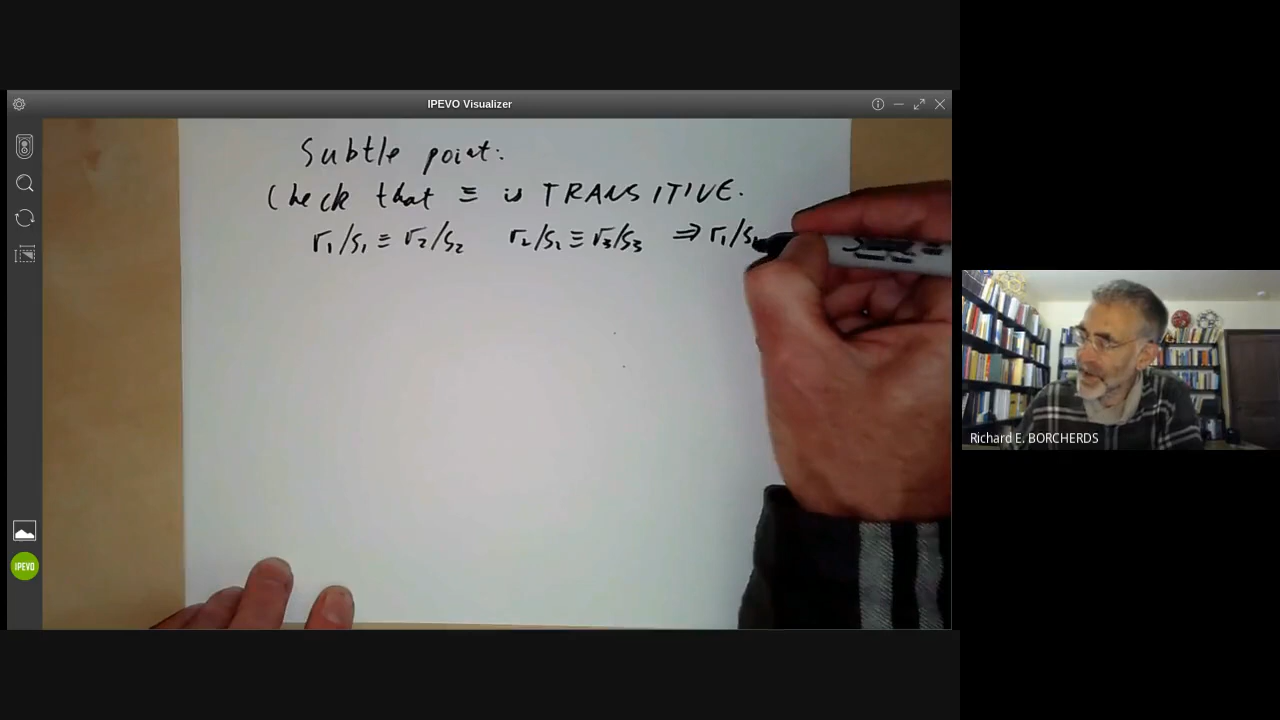 IPEVO Visualizer
Subtle point:
Check that ≡ is TRANSITIVE.
r₁/s₁ ≡ r₂/s₂ r₂/s₂ ≡ r₃/s₃ ⇒ r₁/s₁
IPEVO
Richard E. BORCHERDS